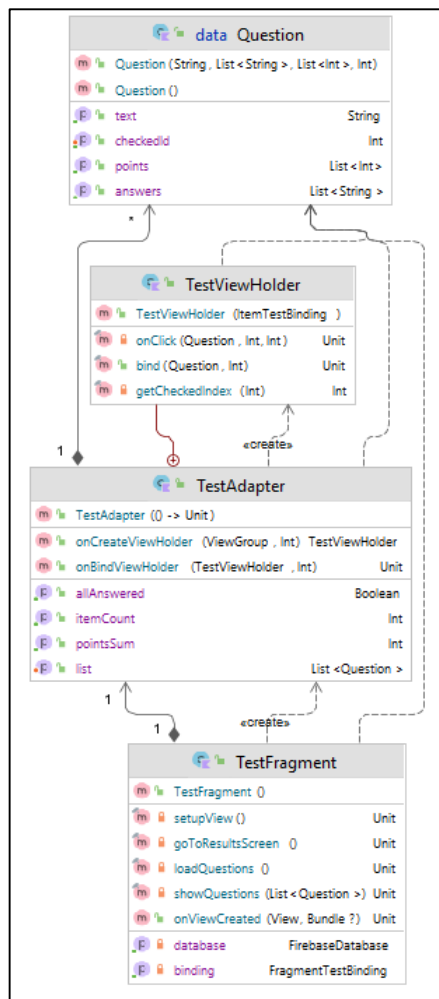 data Question
Question (String, List<String>, List<Int>, Int)
Question ()
text String
checkedId Int
points List<Int>
answers List<String>
*
TestViewHolder
TestViewHolder (ItemTestBinding )
onClick(Question , Int, Int) Unit
bind (Question , Int) Unit
getCheckedIndex (Int) Int
1
«create»
TestAdapter
TestAdapter (() -> Unit)
onCreateViewHolder (ViewGroup , Int) TestViewHolder
onBindViewHolder (TestViewHolder , Int) Unit
allAnswered Boolean
itemCount Int
pointsSum Int
list List<Question >
1
1
«create»
TestFragment
TestFragment ()
setupView () Unit
goToResultsScreen () Unit
loadQuestions () Unit
showQuestions (List<Question >) Unit
onViewCreated (View, Bundle ?) Unit
database FirebaseDatabase
binding FragmentTestBinding